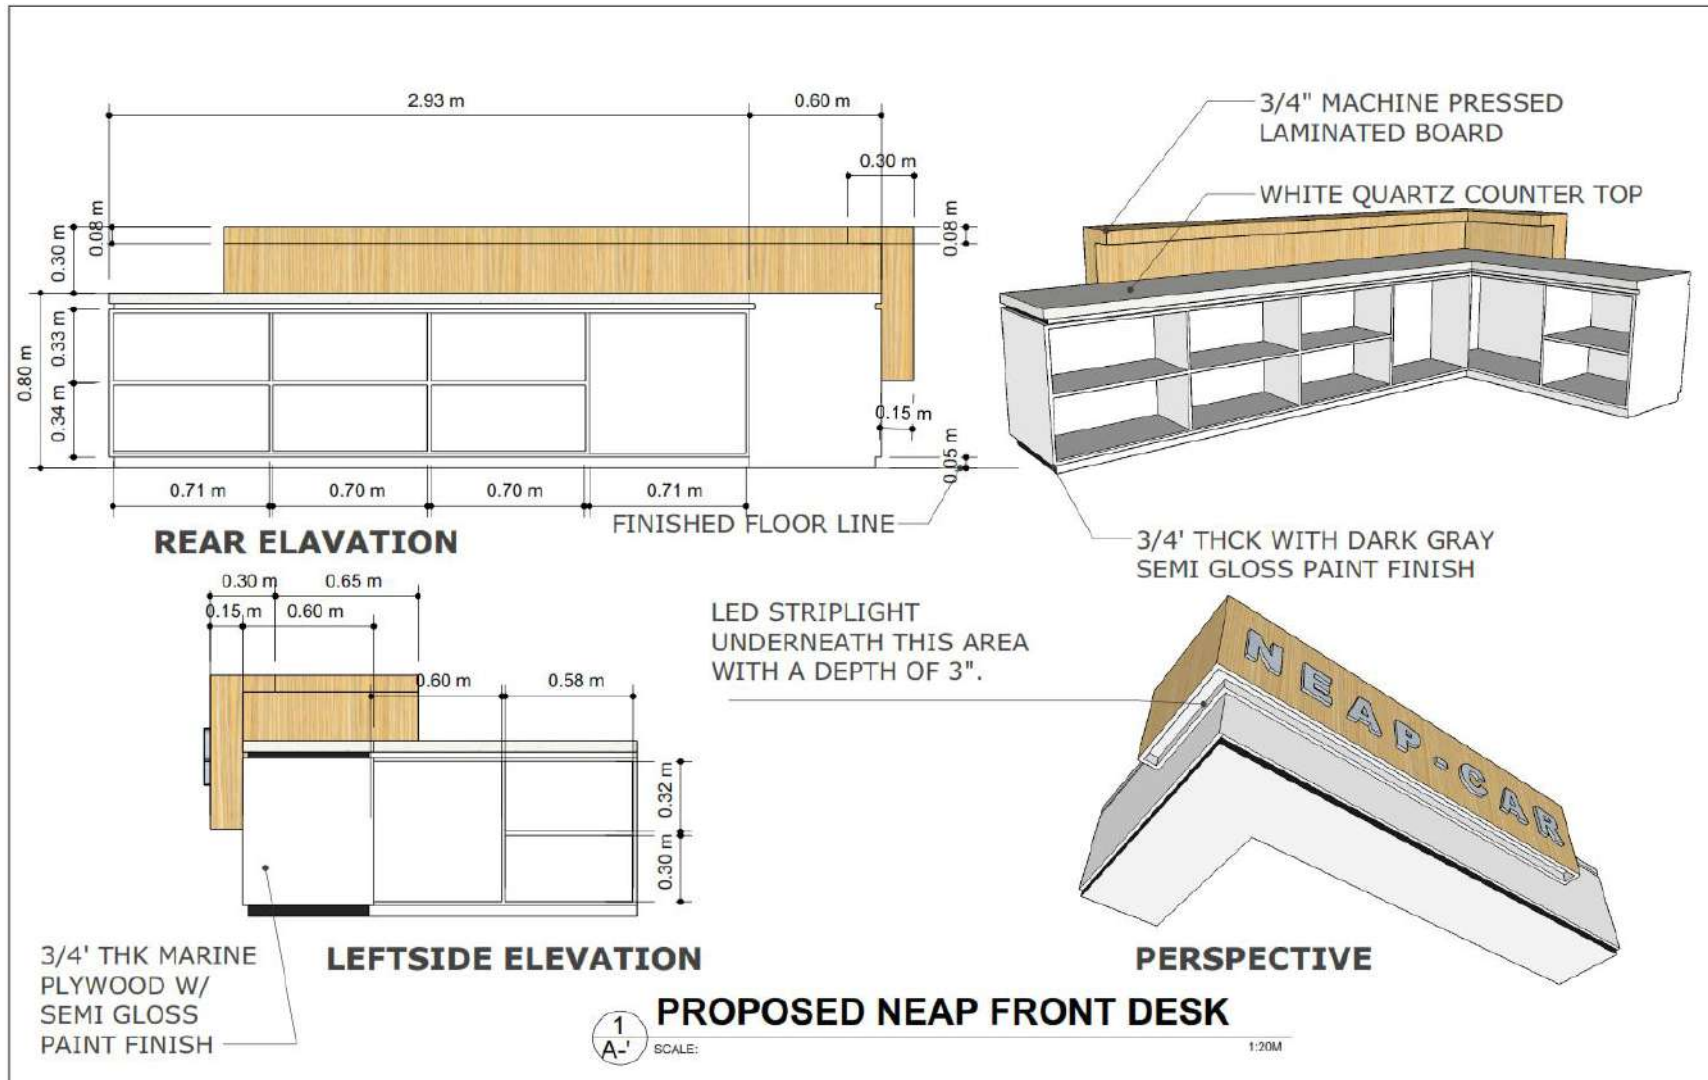 2.93 m
0.60 m
0.30 m
0.08 m
0.30 m
0.08 m
0.80 m
0.33 m
0.34 m
0.15 m
0.05 m
0.71 m
0.70 m
0.70 m
0.71 m
FINISHED FLOOR LINE
REAR ELAVATION
3/4" MACHINE PRESSED
LAMINATED BOARD
WHITE QUARTZ COUNTER TOP
3/4' THCK WITH DARK GRAY
SEMI GLOSS PAINT FINISH
0.30 m
0.65 m
0.15 m
0.60 m
0.60 m
0.58 m
0.32 m
0.30 m
3/4' THK MARINE
PLYWOOD W/
SEMI GLOSS
PAINT FINISH
LEFTSIDE ELEVATION
LED STRIPLIGHT
UNDERNEATH THIS AREA
WITH A DEPTH OF 3".
NEAP-CAR
PERSPECTIVE
1
A-'
PROPOSED NEAP FRONT DESK
SCALE:
1:20M